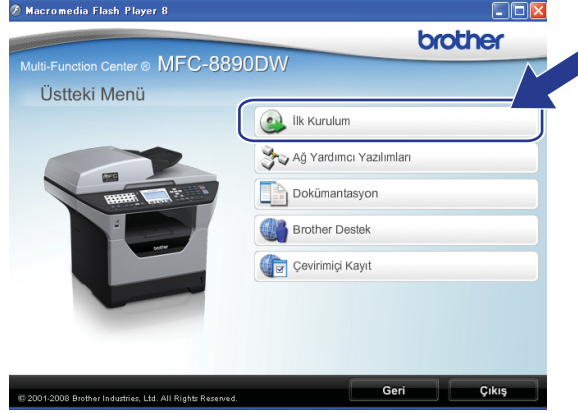 Macromedia Flash Player 8
brother
Multi-Function Center ® MFC-8890DW
Üstteki Menü
İlk Kurulum
Ağ Yardımcı Yazılımları
Dokümantasyon
Brother Destek
Çevirimiçi Kayıt
brother
© 2001-2008 Brother Industries, Ltd. All Rights Reserved.
Geri
Çıkış